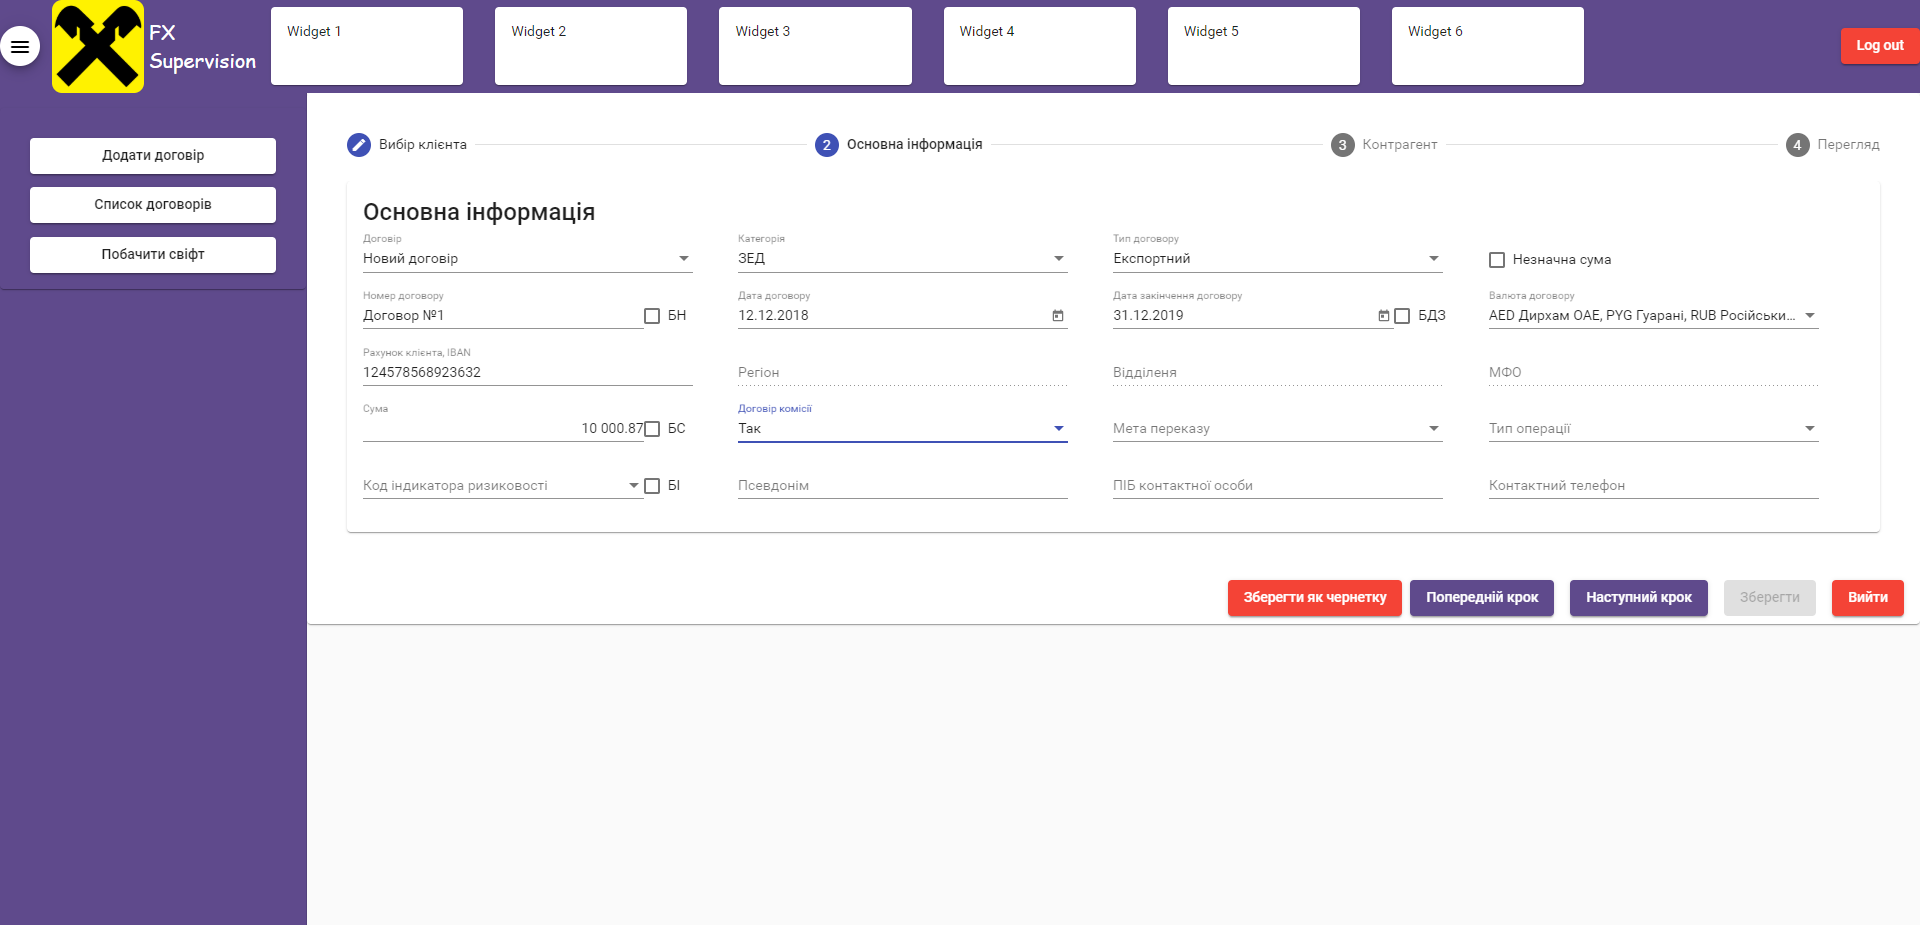 FX
Supervision
Widget 1
Widget 2
Widget 3
Widget 4
Widget 5
Widget 6
Log out
Додати договір
Список договорів
Побачити свіфт
Вибір клієнта
2 Основна інформація
3 Контрагент
4 Перегляд
Основна інформація
Договір
Новий договір
Категорія
ЗЕД
Тип договору
Експортний
Незначна сума
Номер договору
Договор №1
БН
Дата договору
12.12.2018
Дата закінчення договору
31.12.2019
БДЗ
Валюта договору
AED Дирхам ОАЕ, PYG Гуарані, RUB Російськи...
Рахунок клієнта, IBAN
124578568923632
Регіон
Відділеня
МФО
Сума
10 000.87
БС
Договір комісії
Так
Мета переказу
Тип операції
Код індикатора ризиковості
БІ
Псевдонім
ПІБ контактної особи
Контактний телефон
Зберегти як чернетку
Попередній крок
Наступний крок
Зберегти
Вийти